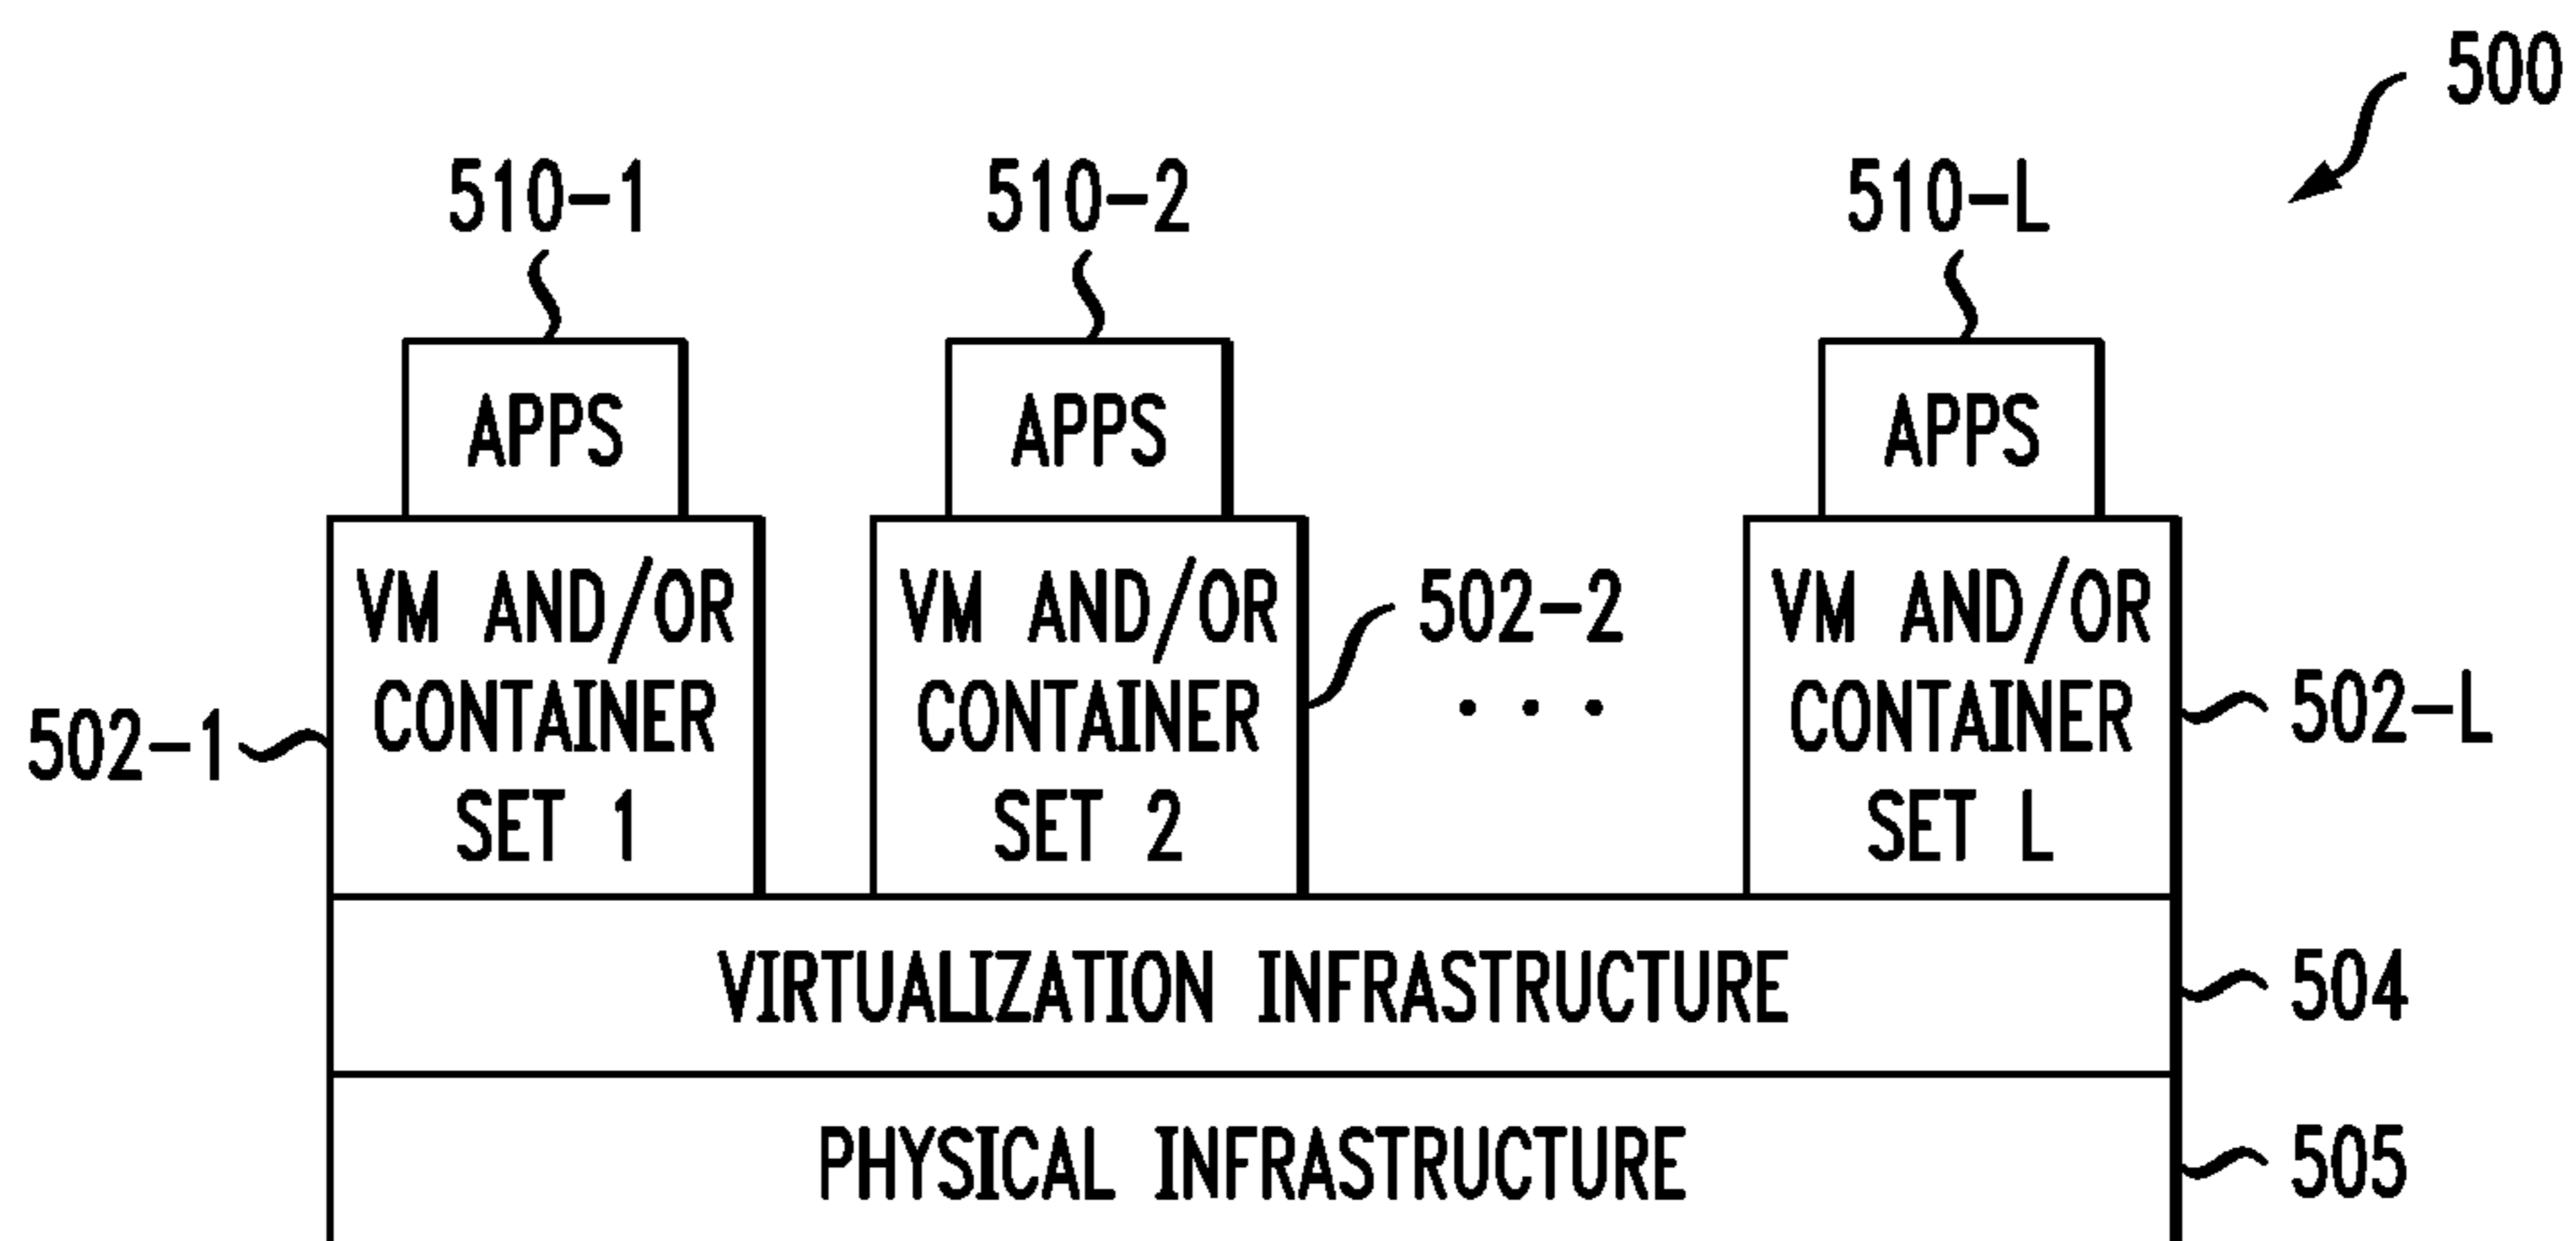 500
510-1 510-2 510-L
APPS APPS APPS
VM AND/OR CONTAINER SET 1
VM AND/OR CONTAINER SET 2
502-2
. . .
VM AND/OR CONTAINER SET L
502-1
502-L
VIRTUALIZATION INFRASTRUCTURE
504
PHYSICAL INFRASTRUCTURE
505